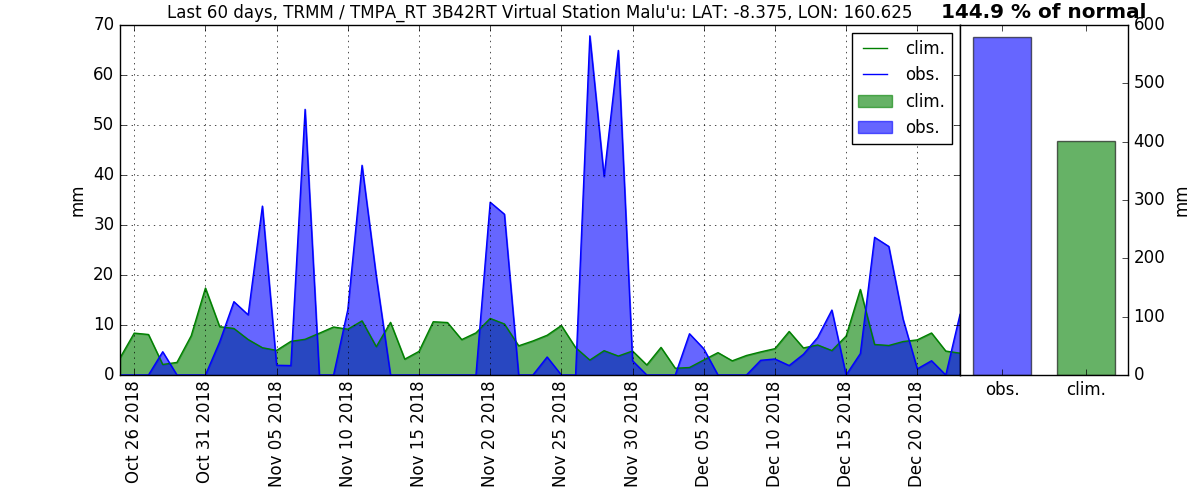 Last 60 days, TRMM / TMPA_RT 3B42RT Virtual Station Malu'u: LAT: -8.375, LON: 160.625
144.9 % of normal
70
60
50
40
30
20
10
0
mm
clim.
obs.
clim.
obs.
600
500
400
300
200
100
0
mm
obs.
clim.
Oct 26 2018
Oct 31 2018
Nov 05 2018
Nov 10 2018
Nov 15 2018
Nov 20 2018
Nov 25 2018
Nov 30 2018
Dec 05 2018
Dec 10 2018
Dec 15 2018
Dec 20 2018